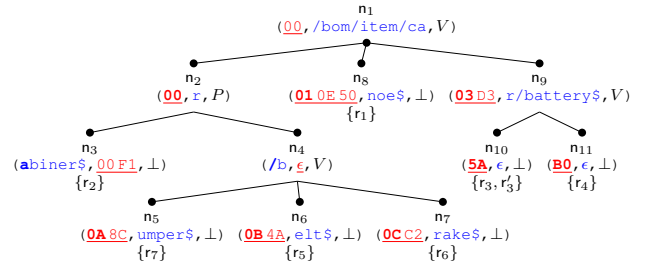 n₁
(00, /bom/item/ca, V)
n₂ n₈ n₉
(00, r, P) (01 0E 50, noe$, ⊥) (03 D3, r/battery$, V)
{r₁}
n₃ n₄ n₁₀ n₁₁
(abiner$, 00 F1, ⊥) (/b, ϵ, V) (5A, ϵ, ⊥) (B0, ϵ, ⊥)
{r₂} {r₃, r₃′} {r₄}
n₅ n₆ n₇
(0A 8C, umper$, ⊥) (0B 4A, elt$, ⊥) (0C C2, rake$, ⊥)
{r₇} {r₅} {r₆}